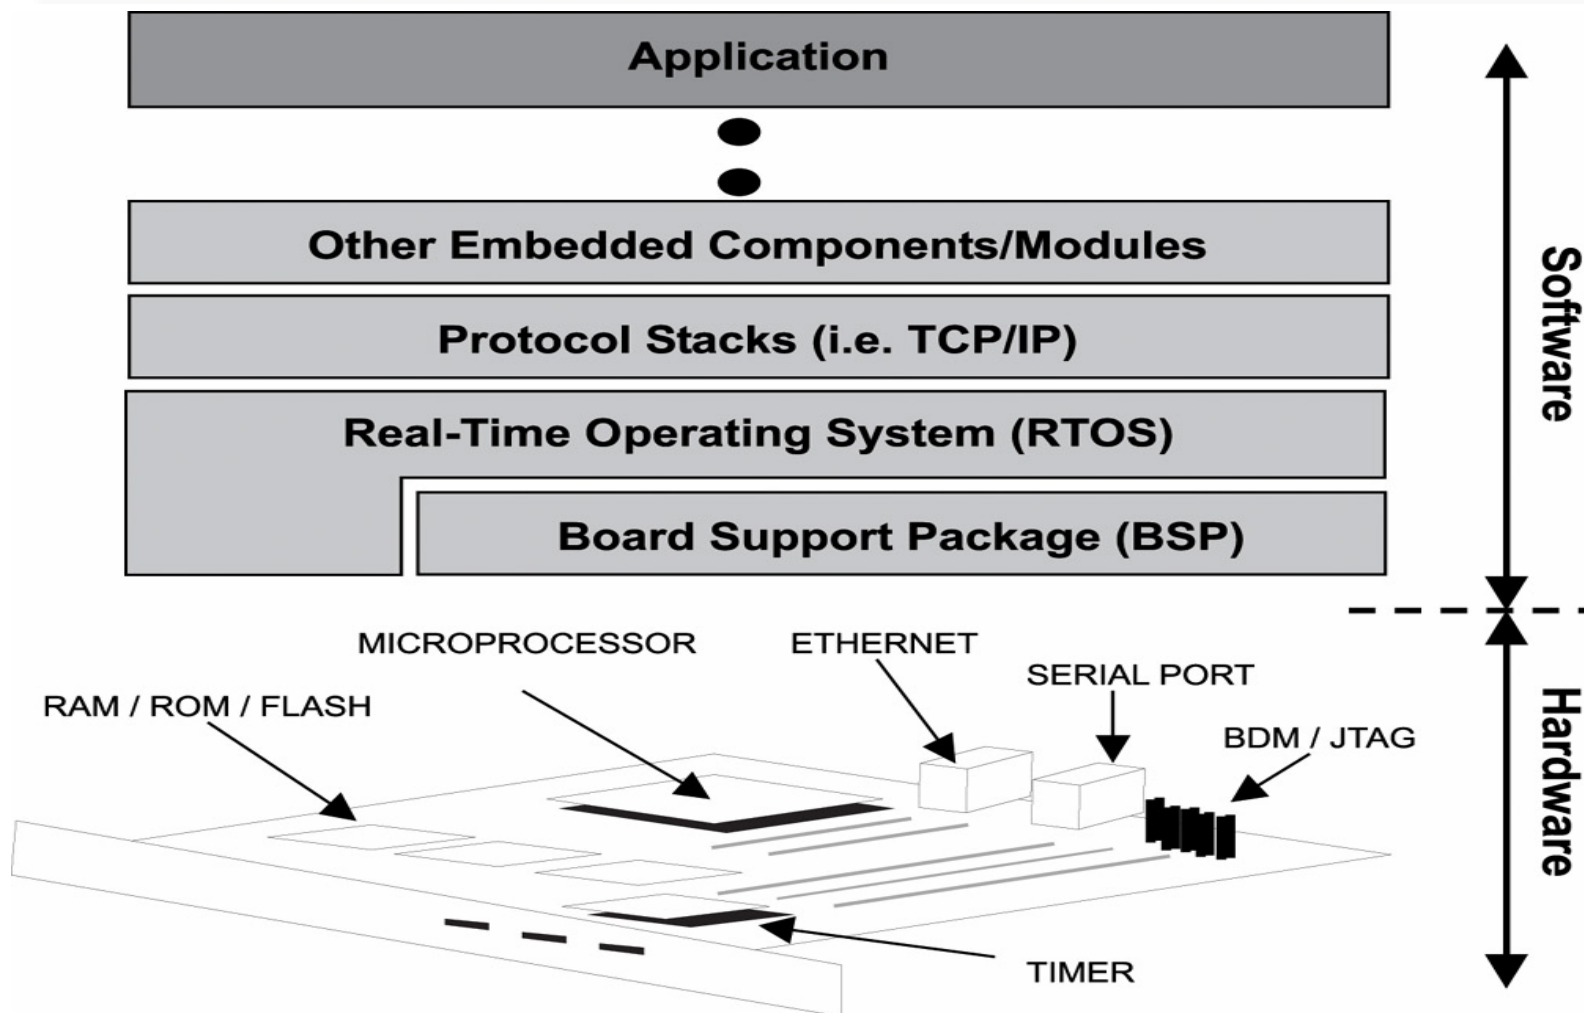 Application
Other Embedded Components/Modules
Protocol Stacks (i.e. TCP/IP)
Real-Time Operating System (RTOS)
Board Support Package (BSP)
Software
MICROPROCESSOR
ETHERNET
SERIAL PORT
RAM / ROM / FLASH
BDM / JTAG
Hardware
TIMER